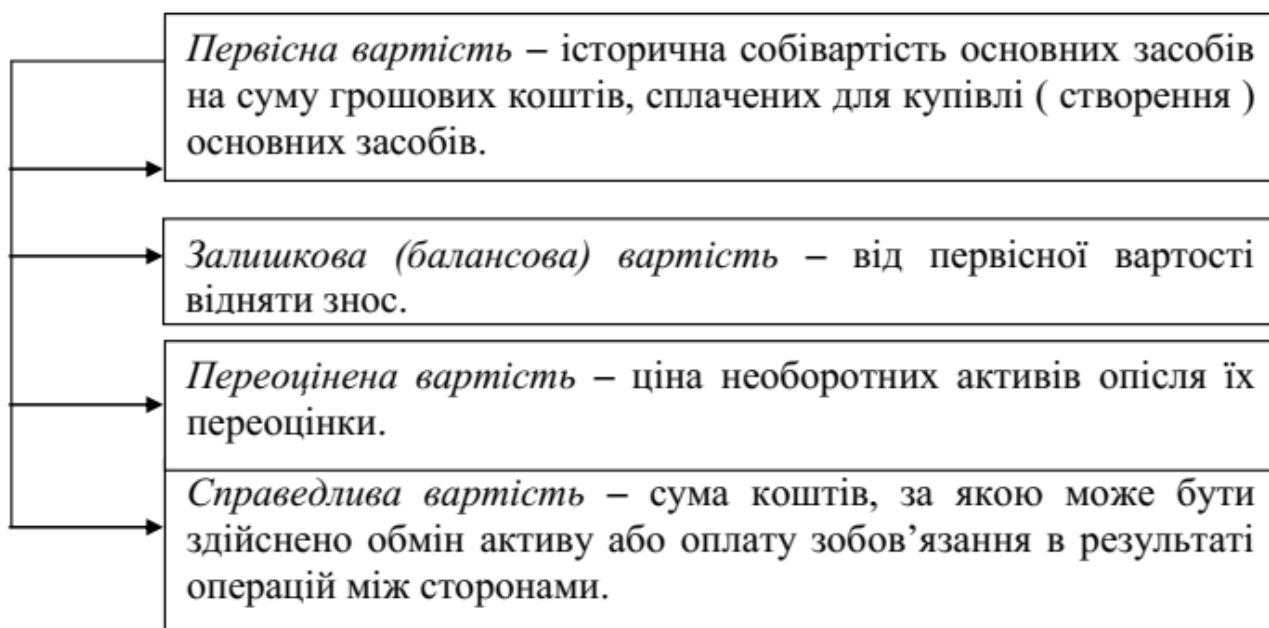 Первісна вартість – історична собівартість основних засобів
на суму грошових коштів, сплачених для купівлі ( створення )
основних засобів.
Залишкова (балансова) вартість – від первісної вартості
відняти знос.
Переоцінена вартість – ціна необоротних активів опісля їх
переоцінки.
Справедлива вартість – сума коштів, за якою може бути
здійснено обмін активу або оплату зобов’язання в результаті
операцій між сторонами.